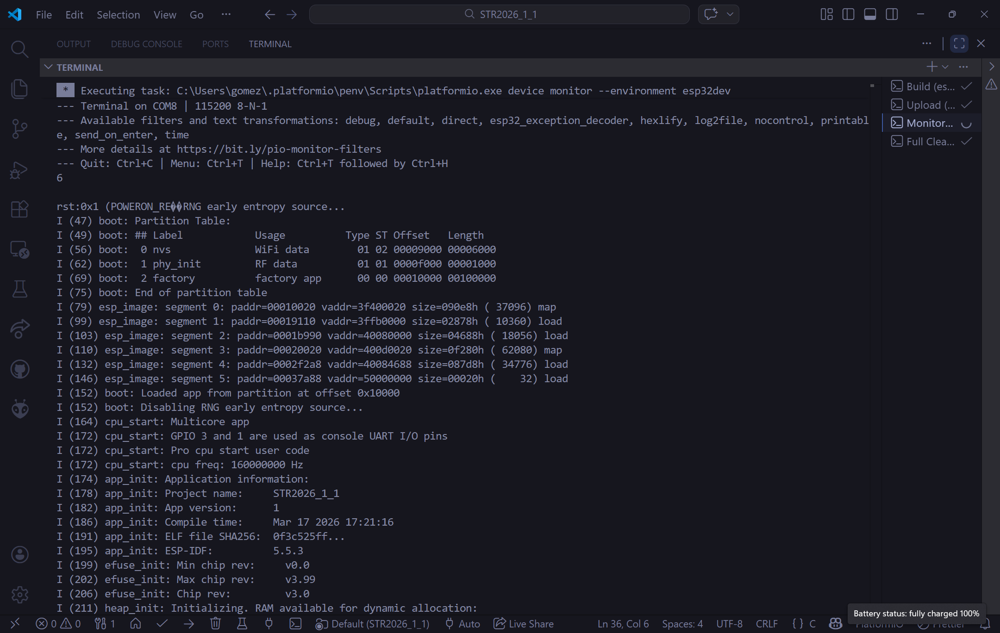 File Edit Selection View Go ··· STR2026_1_1
OUTPUT DEBUG CONSOLE PORTS TERMINAL
TERMINAL
* Executing task: C:\Users\gomez\.platformio\penv\Scripts\platformio.exe device monitor --environment esp32dev
--- Terminal on COM8 | 115200 8-N-1
--- Available filters and text transformations: debug, default, direct, esp32_exception_decoder, hexlify, log2file, nocontrol, printabl
e, send_on_enter, time
--- More details at https://bit.ly/pio-monitor-filters
--- Quit: Ctrl+C | Menu: Ctrl+T | Help: Ctrl+T followed by Ctrl+H
6
rst:0x1 (POWERON_RE��RNG early entropy source...
I (47) boot: Partition Table:
I (49) boot: ## Label            Usage          Type ST Offset   Length
I (56) boot:  0 nvs              WiFi data        01 02 00009000 00006000
I (62) boot:  1 phy_init         RF data          01 01 0000f000 00001000
I (69) boot:  2 factory          factory app      00 00 00010000 00100000
I (75) boot: End of partition table
I (79) esp_image: segment 0: paddr=00010020 vaddr=3f400020 size=090e8h ( 37096) map
I (99) esp_image: segment 1: paddr=00019110 vaddr=3ffb0000 size=02878h ( 10360) load
I (103) esp_image: segment 2: paddr=0001b990 vaddr=40080000 size=04688h ( 18056) load
I (110) esp_image: segment 3: paddr=00020020 vaddr=400d0020 size=0f280h ( 62080) map
I (132) esp_image: segment 4: paddr=0002f2a8 vaddr=40084688 size=087d8h ( 34776) load
I (146) esp_image: segment 5: paddr=00037a88 vaddr=50000000 size=00020h (    32) load
I (152) boot: Loaded app from partition at offset 0x10000
I (152) boot: Disabling RNG early entropy source...
I (164) cpu_start: Multicore app
I (172) cpu_start: GPIO 3 and 1 are used as console UART I/O pins
I (172) cpu_start: Pro cpu start user code
I (172) cpu_start: cpu freq: 160000000 Hz
I (174) app_init: Application information:
I (178) app_init: Project name:     STR2026_1_1
I (182) app_init: App version:      1
I (186) app_init: Compile time:     Mar 17 2026 17:21:16
I (191) app_init: ELF file SHA256:  0f3c525ff...
I (195) app_init: ESP-IDF:          5.5.3
I (199) efuse_init: Min chip rev:     v0.0
I (202) efuse_init: Max chip rev:     v3.99
I (206) efuse_init: Chip rev:         v3.0
I (211) heap_init: Initializing. RAM available for dynamic allocation:
Build (es...
Upload (...
Monitor...
Full Clea...
Battery status: fully charged 100%
0 0 1 Default (STR2026_1_1) Auto Live Share Ln 36, Col 6 Spaces: 4 UTF-8 CRLF { } C PlatformIO Prettier